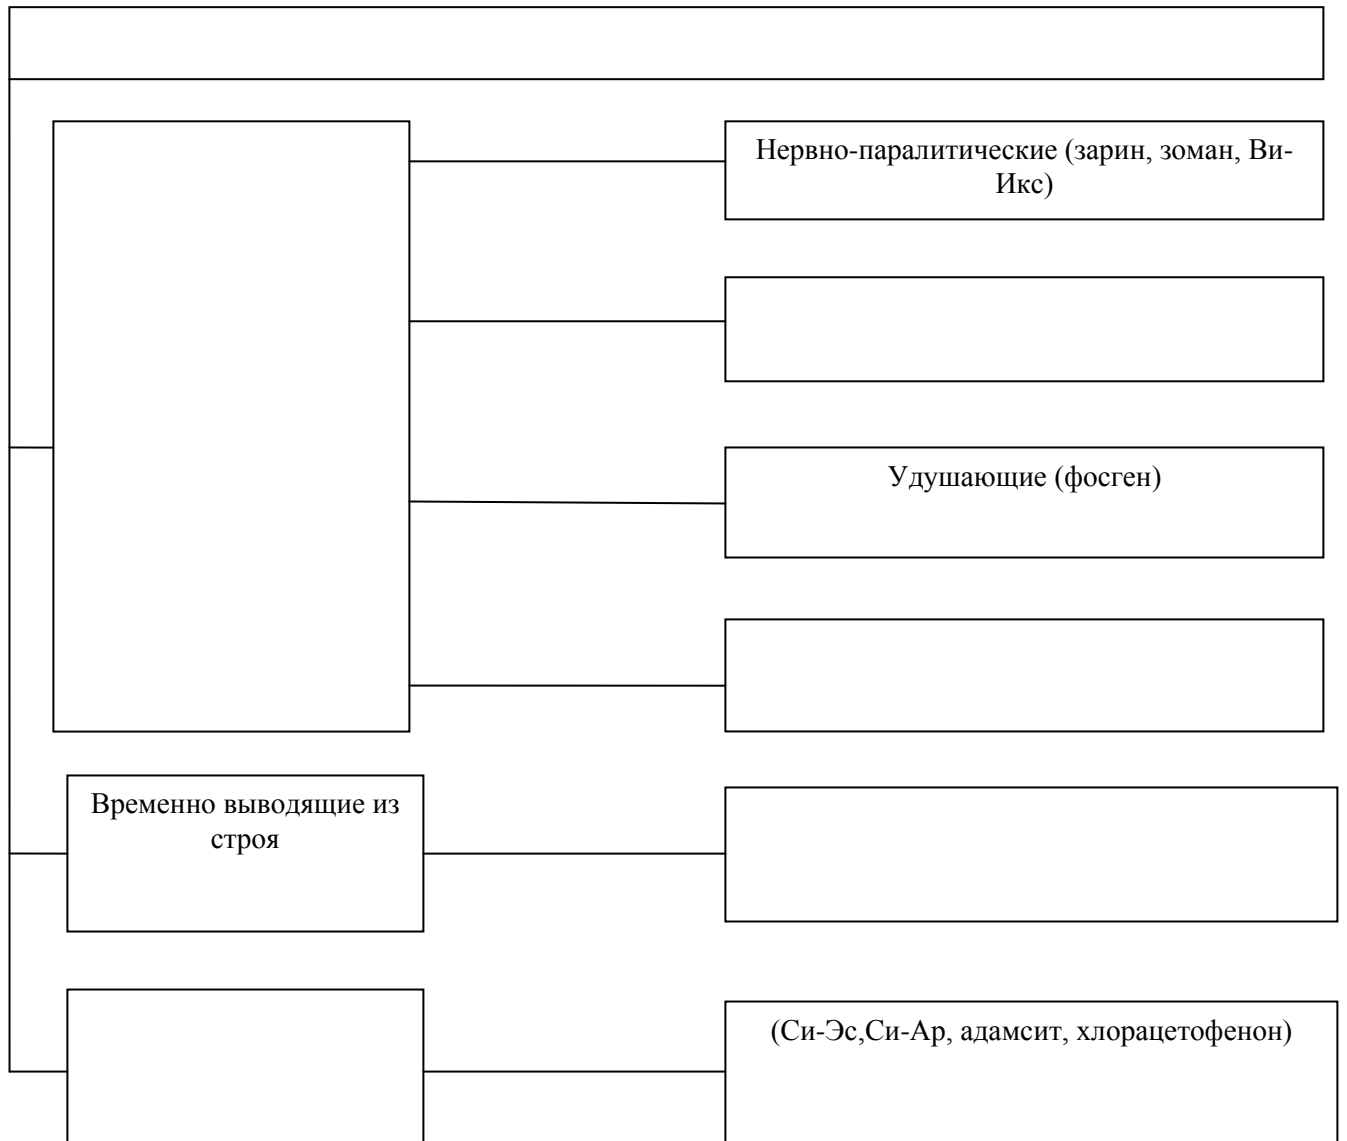 Нервно-паралитические (зарин, зоман, Ви-
Икс)
Удушающие (фосген)
Временно выводящие из
строя
(Си-Эс,Си-Ар, адамсит, хлорацетофенон)